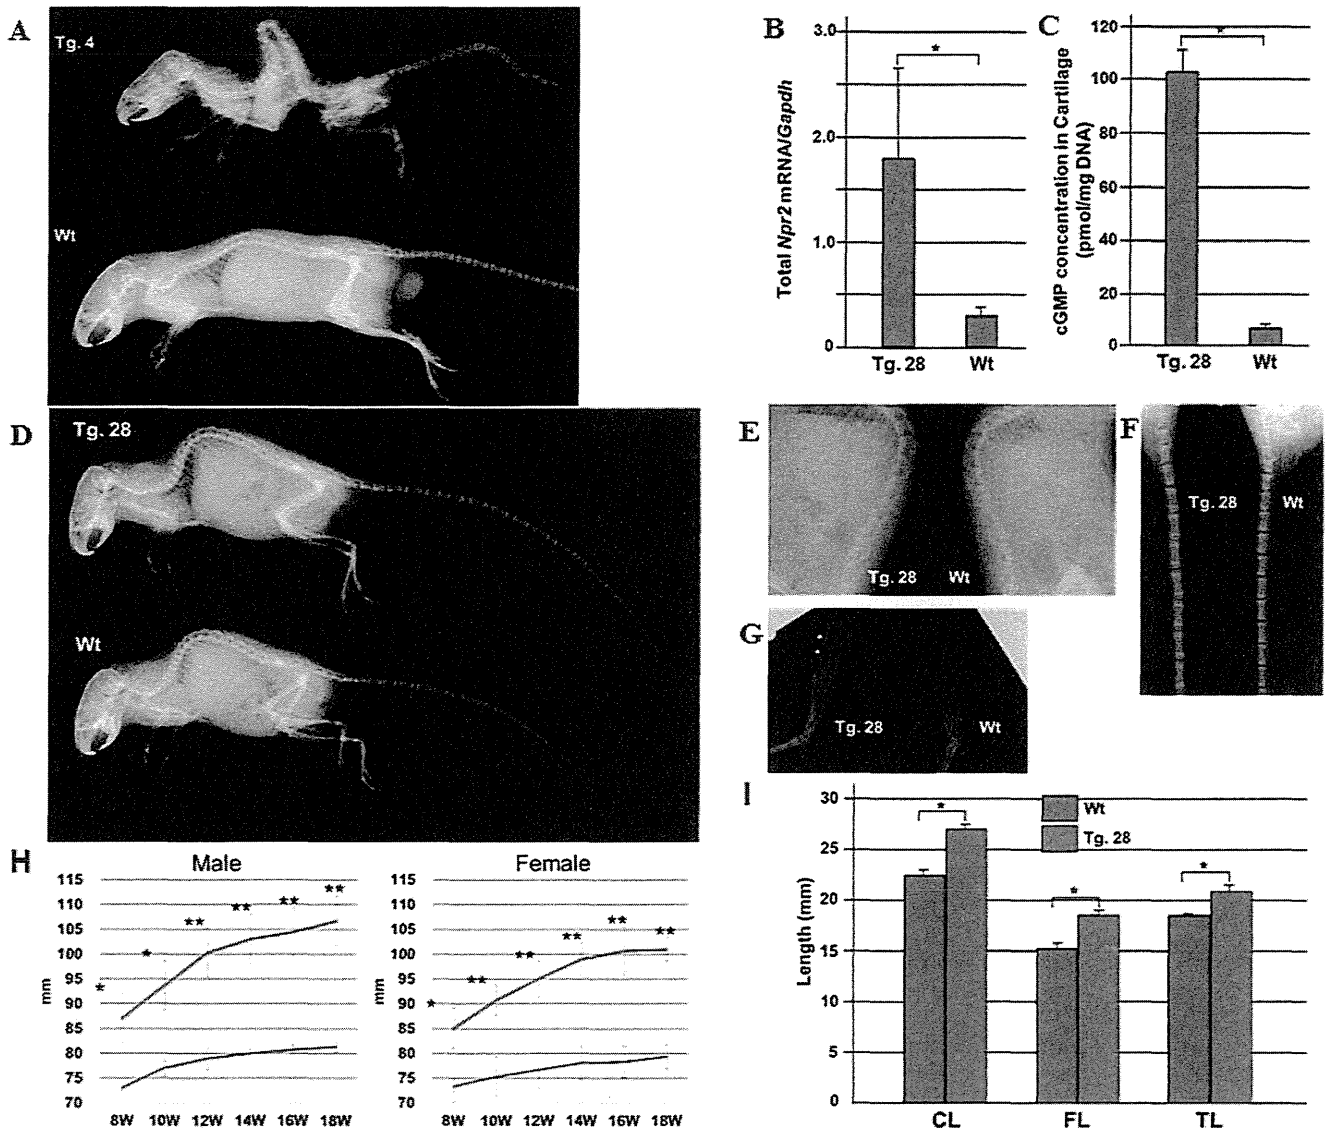 A
Tg. 4
Wt
B
3.0
2.0
1.0
0
Total Npr2 mRNA/Gapdh
*
Tg. 28
Wt
C
120
100
80
60
40
20
0
cGMP concentration in Cartilage
(pmol/mg DNA)
*
Tg. 28
Wt
D
Tg. 28
Wt
E
Tg. 28
Wt
F
Tg. 28
Wt
G
Tg. 28
Wt
H
Male
115
110
105
100
95
90
85
80
75
70
mm
*
*
**
**
**
**
8W 10W 12W 14W 16W 18W
Female
115
110
105
100
95
90
85
80
75
70
mm
*
**
**
**
**
**
8W 10W 12W 14W 16W 18W
I
30
25
20
15
10
5
0
Length (mm)
Wt
Tg. 28
*
*
*
CL
FL
TL